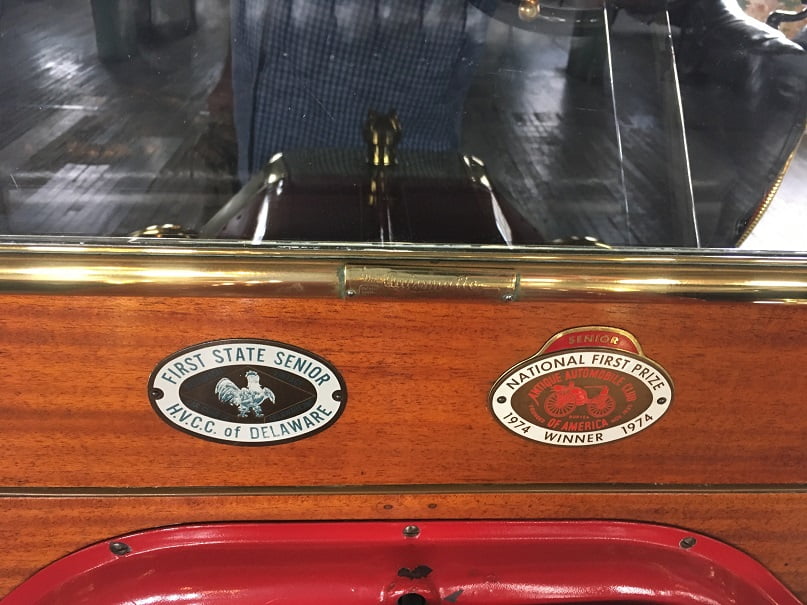 FIRST STATE SENIOR
H.V.C.C. of DELAWARE
SENIOR
NATIONAL FIRST PRIZE
ANTIQUE AUTOMOBILE CLUB
OF AMERICA
1974 WINNER 1974